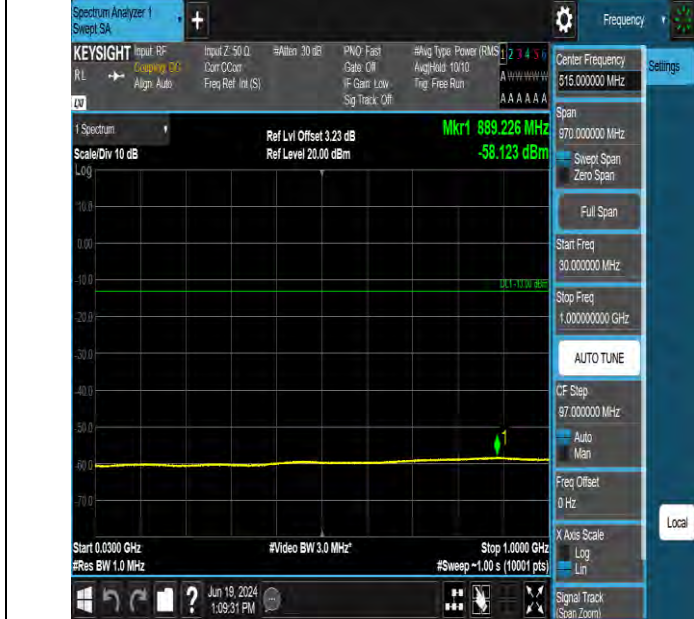 Spectrum Analyzer 1
Swept SA
+
Frequency
KEYSIGHT
RL
LXI
Input: RF
Coupling: DC
Align: Auto
Input Z: 50 Ω
Corr CCorr
Freq Ref: Int (S)
#Atten: 30 dB
PNO: Fast
Gate: Off
IF Gain: Low
Sig Track: Off
#Avg Type: Power (RMS
Avg|Hold: 10/10
Trig: Free Run
1 2 3 4 5 6
A W W W W W
A A A A A A
1 Spectrum
Scale/Div 10 dB
Log
Ref Lvl Offset 3.23 dB
Ref Level 20.00 dBm
Mkr1 889.226 MHz
-58.123 dBm
10.0
0.00
-10.0
DL1 -13.00 dBm
-20.0
-30.0
-40.0
-50.0
1
-60.0
-70.0
Start 0.0300 GHz
#Res BW 1.0 MHz
#Video BW 3.0 MHz*
Stop 1.0000 GHz
#Sweep ~1.00 s (10001 pts)
Center Frequency
515.000000 MHz
Settings
Span
970.000000 MHz
Swept Span
Zero Span
Full Span
Start Freq
30.000000 MHz
Stop Freq
1.000000000 GHz
AUTO TUNE
CF Step
97.000000 MHz
Auto
Man
Freq Offset
0 Hz
X Axis Scale
Log
Lin
Signal Track
(Span Zoom)
Local
?
Jun 19, 2024
1:09:31 PM